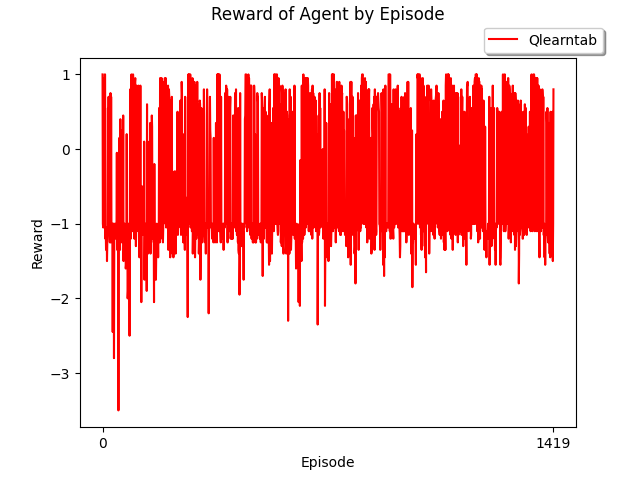 Reward of Agent by Episode
Qlearntab
1
0
−1
−2
−3
Reward
0
1419
Episode